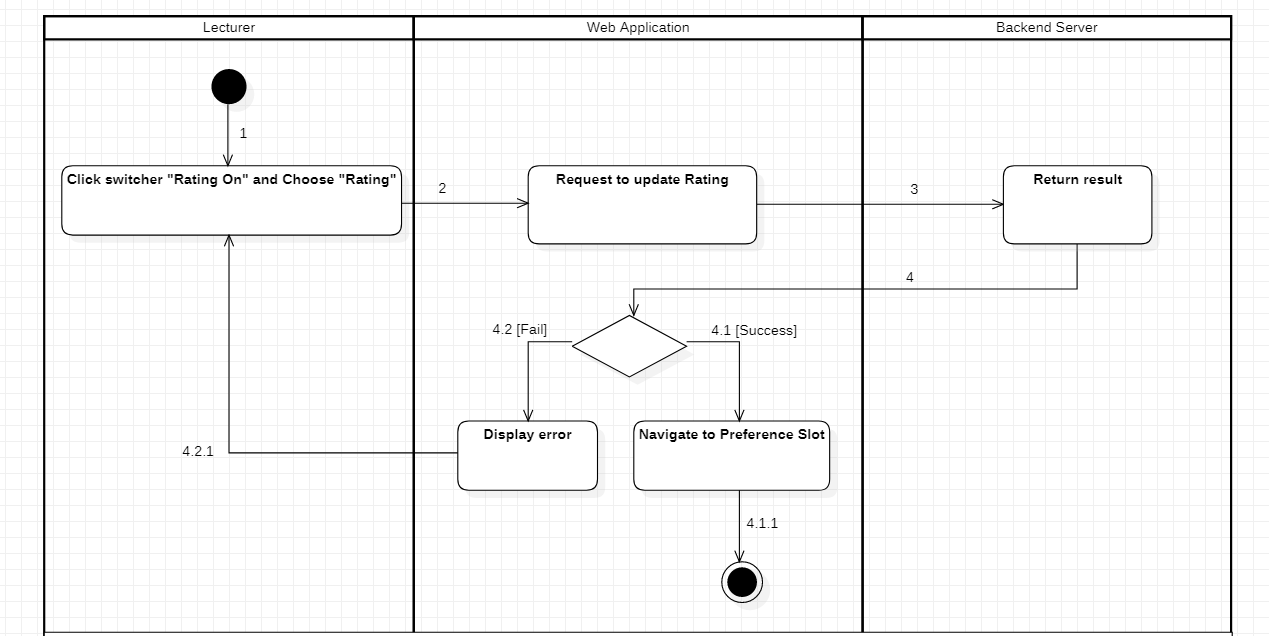 Lecturer
Web Application
Backend Server
1
Click switcher "Rating On" and Choose "Rating"
2
Request to update Rating
3
Return result
4
4.2 [Fail]
4.1 [Success]
Display error
Navigate to Preference Slot
4.2.1
4.1.1